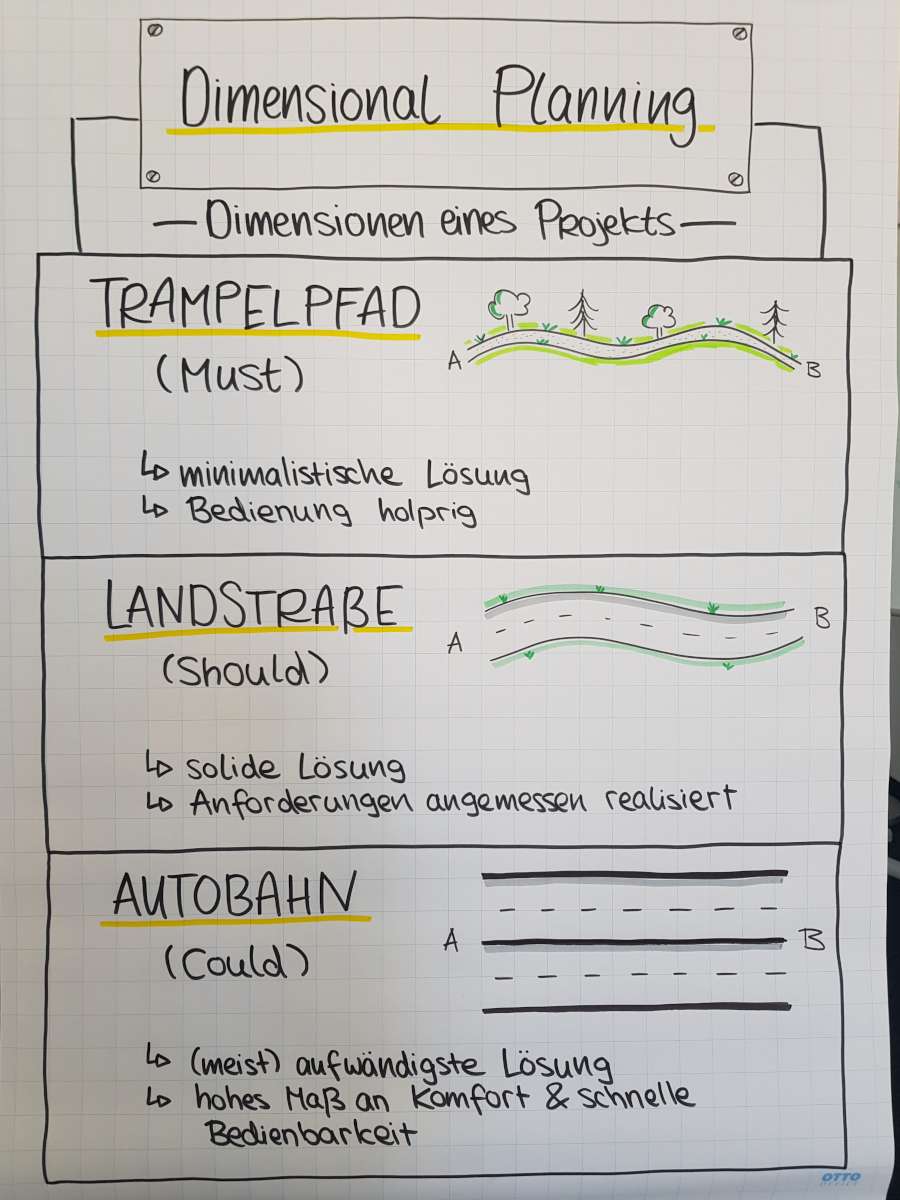 Dimensional Planning
— Dimensionen eines Projekts —
TRAMPELPFAD
(Must)
A
B
↳ minimalistische Lösung
↳ Bedienung holprig
LANDSTRAßE
(Should)
A
B
↳ solide Lösung
↳ Anforderungen angemessen realisiert
AUTOBAHN
(Could)
A
B
↳ (meist) aufwändigste Lösung
↳ hohes Maß an Komfort & schnelle
Bedienbarkeit
OTTO